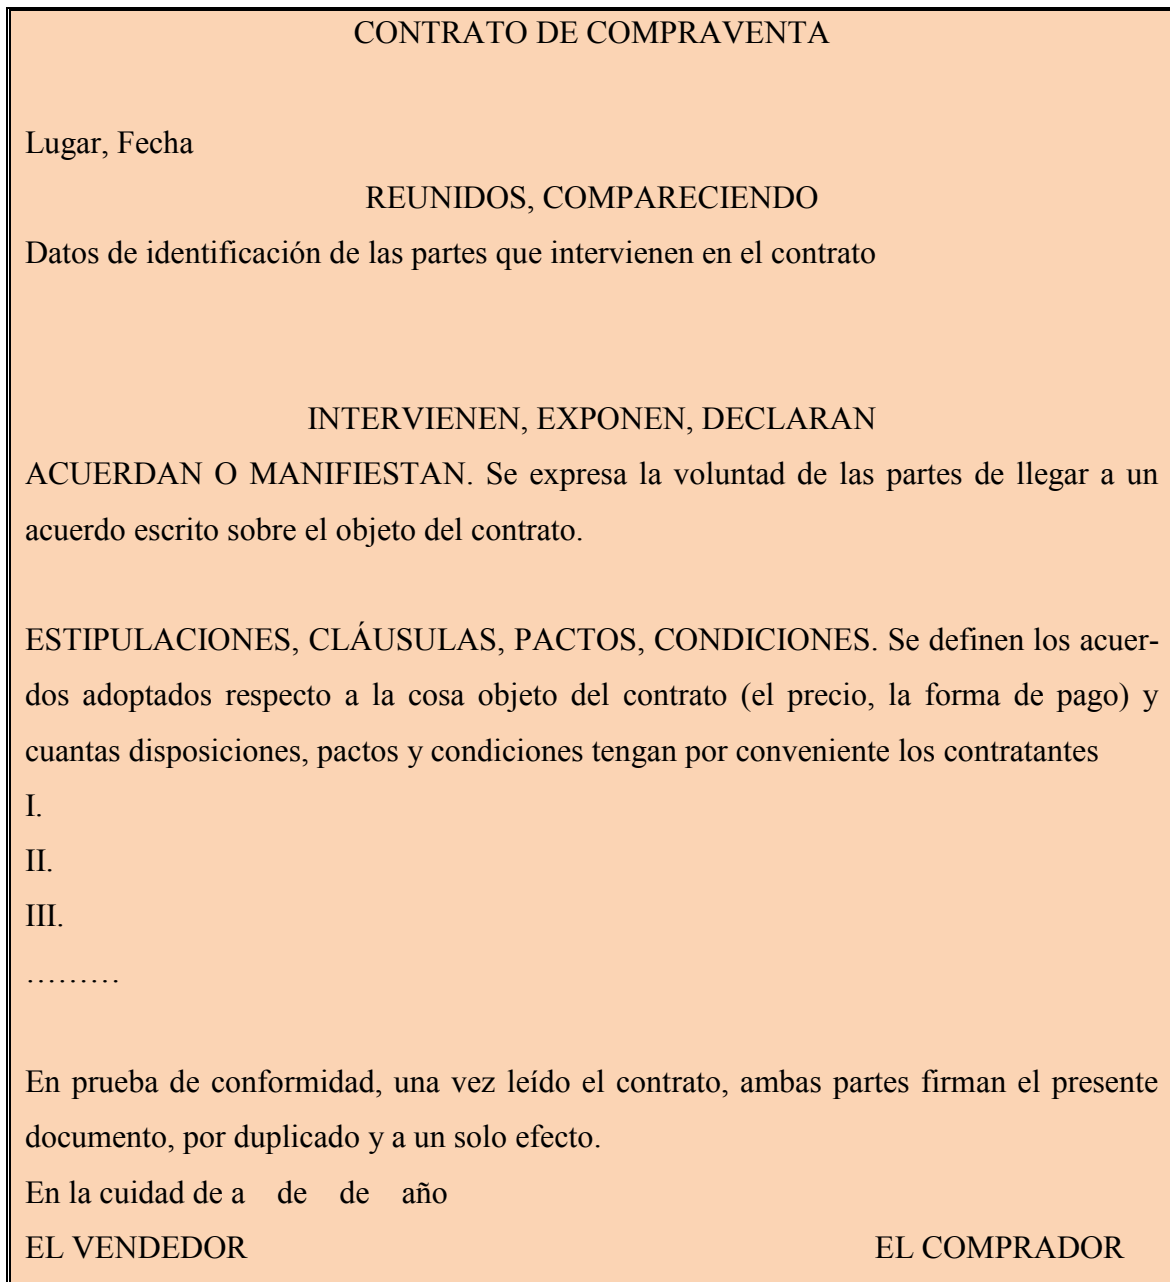 CONTRATO DE COMPRAVENTA
Lugar, Fecha
REUNIDOS, COMPARECIENDO
Datos de identificación de las partes que intervienen en el contrato
INTERVIENEN, EXPONEN, DECLARAN
ACUERDAN O MANIFIESTAN. Se expresa la voluntad de las partes de llegar a un
acuerdo escrito sobre el objeto del contrato.
ESTIPULACIONES, CLÁUSULAS, PACTOS, CONDICIONES. Se definen los acuer-
dos adoptados respecto a la cosa objeto del contrato (el precio, la forma de pago) y
cuantas disposiciones, pactos y condiciones tengan por conveniente los contratantes
I.
II.
III.
………
En prueba de conformidad, una vez leído el contrato, ambas partes firman el presente
documento, por duplicado y a un solo efecto.
En la cuidad de a de de año
EL VENDEDOR EL COMPRADOR